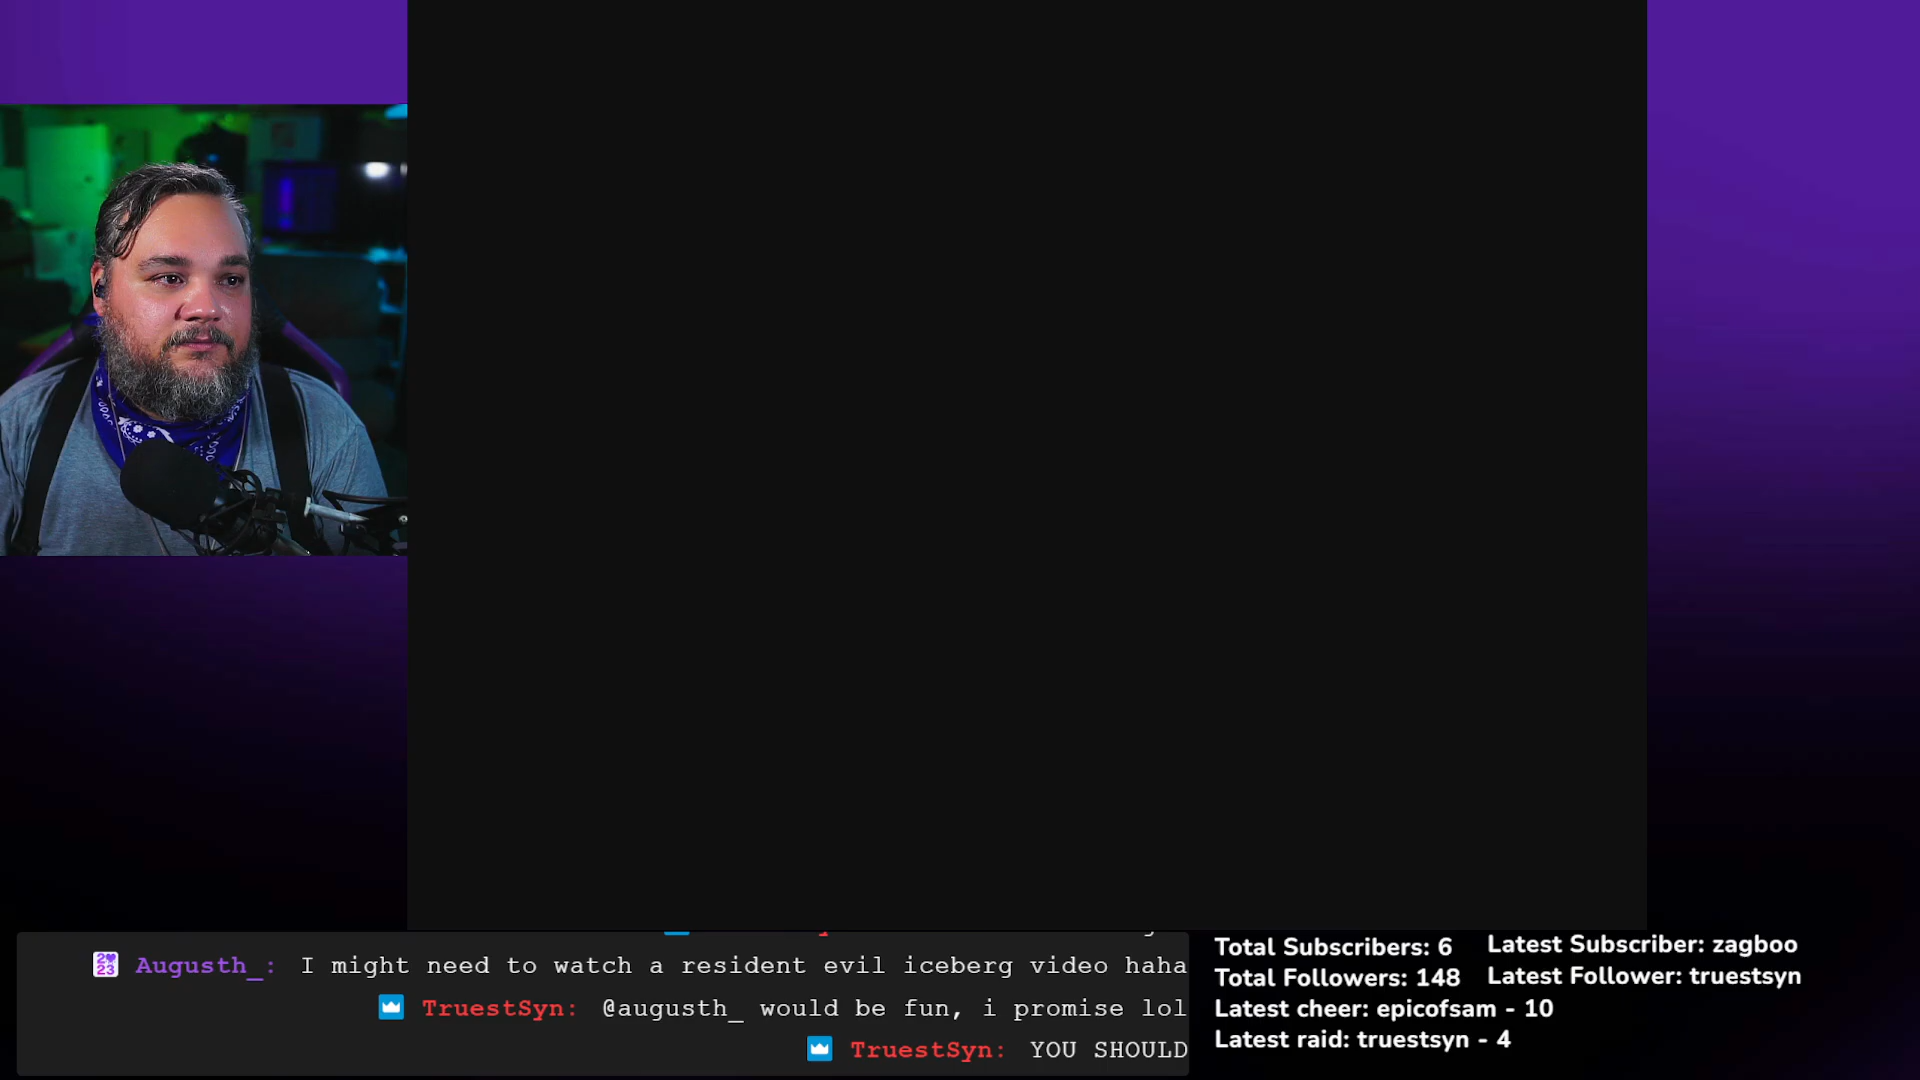 Augusth_: I might need to watch a resident evil iceberg video haha
TruestSyn: @augusth_ would be fun, i promise lol
TruestSyn: YOU SHOULD
Total Subscribers: 6
Latest Subscriber: zagboo
Total Followers: 148
Latest Follower: truestsyn
Latest cheer: epicofsam - 10
Latest raid: truestsyn - 4